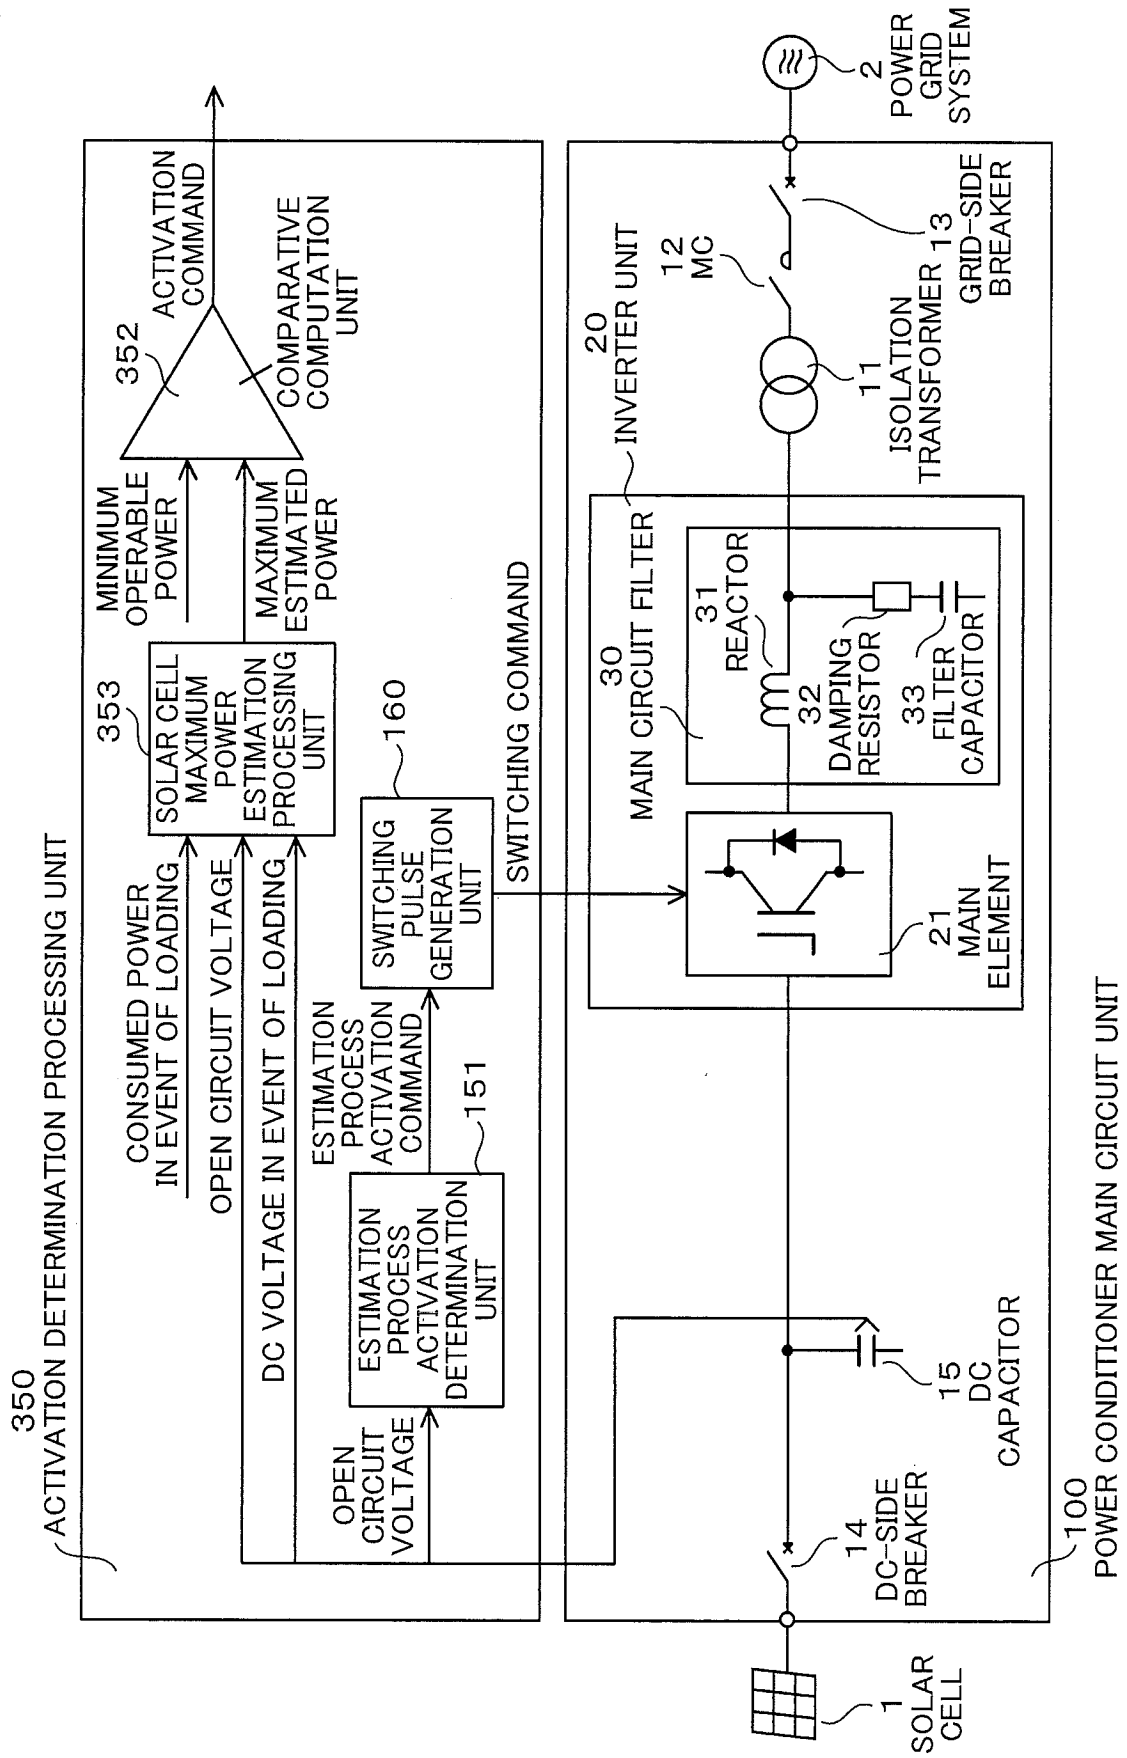 350
ACTIVATION DETERMINATION PROCESSING UNIT
CONSUMED POWER
IN EVENT OF LOADING
OPEN CIRCUIT VOLTAGE
DC VOLTAGE IN EVENT OF LOADING
353
SOLAR CELL
MAXIMUM
POWER
ESTIMATION
PROCESSING
UNIT
MINIMUM
OPERABLE
POWER
MAXIMUM
ESTIMATED
POWER
352
ACTIVATION
COMMAND
COMPARATIVE
COMPUTATION
UNIT
OPEN
CIRCUIT
VOLTAGE
ESTIMATION
PROCESS
ACTIVATION
DETERMINATION
UNIT
151
ESTIMATION
PROCESS
ACTIVATION
COMMAND
SWITCHING
PULSE
GENERATION
UNIT
160
SWITCHING COMMAND
1
SOLAR
CELL
14
DC-SIDE
BREAKER
15
DC
CAPACITOR
21
MAIN
ELEMENT
30
MAIN CIRCUIT FILTER
31
REACTOR
32
DAMPING
RESISTOR
33
FILTER
CAPACITOR
20
INVERTER UNIT
11
ISOLATION
TRANSFORMER
12
MC
13
GRID-SIDE
BREAKER
2
POWER
GRID
SYSTEM
100
POWER CONDITIONER MAIN CIRCUIT UNIT